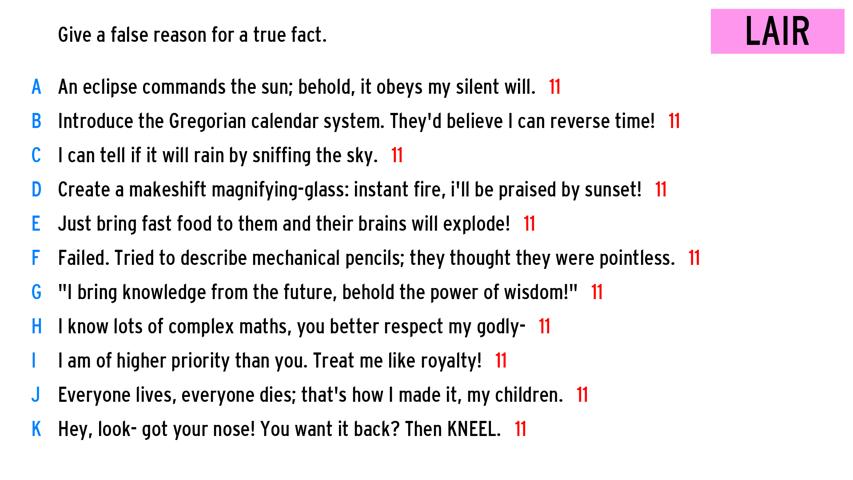 Give a false reason for a true fact.
LAIR
A An eclipse commands the sun; behold, it obeys my silent will. 11
B Introduce the Gregorian calendar system. They'd believe I can reverse time! 11
C I can tell if it will rain by sniffing the sky. 11
D Create a makeshift magnifying-glass: instant fire, i'll be praised by sunset! 11
E Just bring fast food to them and their brains will explode! 11
F Failed. Tried to describe mechanical pencils; they thought they were pointless. 11
G "I bring knowledge from the future, behold the power of wisdom!" 11
H I know lots of complex maths, you better respect my godly- 11
I I am of higher priority than you. Treat me like royalty! 11
J Everyone lives, everyone dies; that's how I made it, my children. 11
K Hey, look- got your nose! You want it back? Then KNEEL. 11